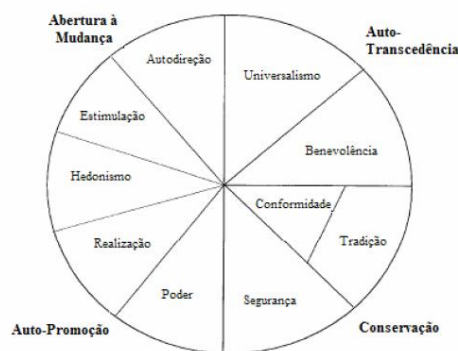 Abertura à
Mudança
Auto-
Transcedência
Autodireção
Universalismo
Estimulação
Benevolência
Hedonismo
Conformidade
Tradição
Realização
Poder
Segurança
Auto-Promoção
Conservação